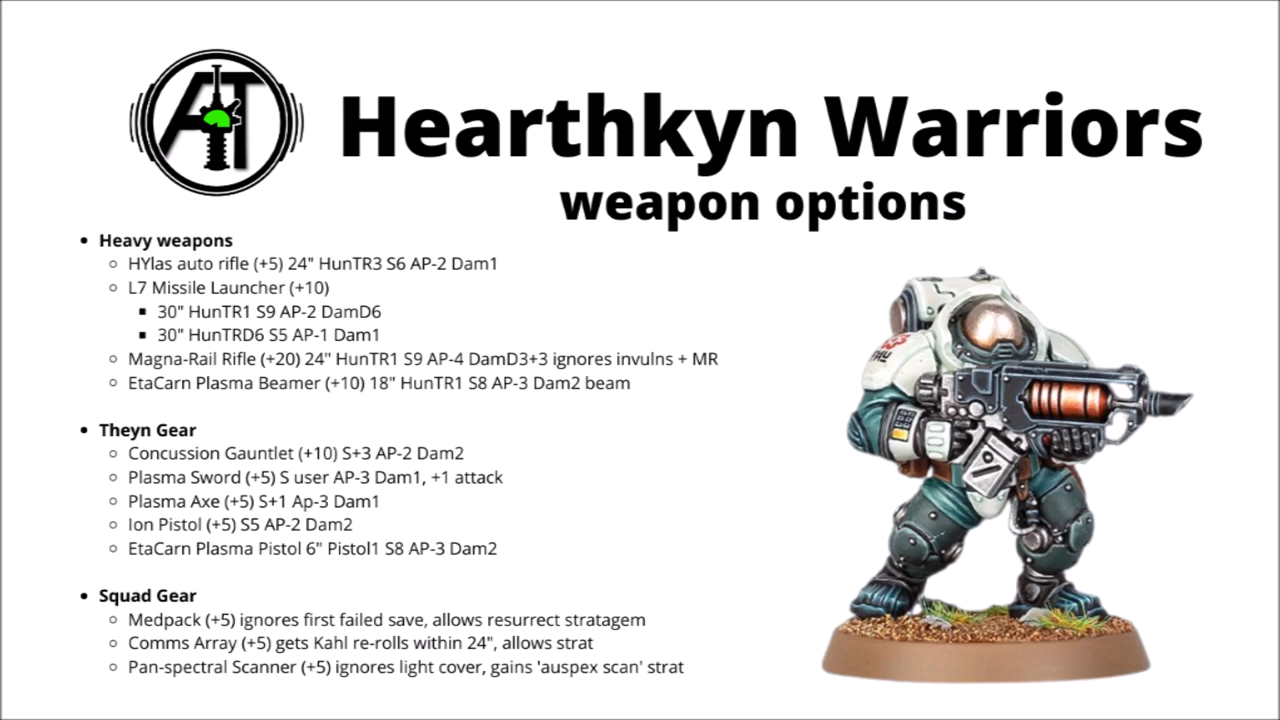 AT
Hearthkyn Warriors
weapon options
• Heavy weapons
◦ HYlas auto rifle (+5) 24" HunTR3 S6 AP-2 Dam1
◦ L7 Missile Launcher (+10)
▪ 30" HunTR1 S9 AP-2 DamD6
▪ 30" HunTRD6 S5 AP-1 Dam1
◦ Magna-Rail Rifle (+20) 24" HunTR1 S9 AP-4 DamD3+3 ignores invulns + MR
◦ EtaCarn Plasma Beamer (+10) 18" HunTR1 S8 AP-3 Dam2 beam
• Theyn Gear
◦ Concussion Gauntlet (+10) S+3 AP-2 Dam2
◦ Plasma Sword (+5) S user AP-3 Dam1, +1 attack
◦ Plasma Axe (+5) S+1 Ap-3 Dam1
◦ Ion Pistol (+5) S5 AP-2 Dam2
◦ EtaCarn Plasma Pistol 6" Pistol1 S8 AP-3 Dam2
• Squad Gear
◦ Medpack (+5) ignores first failed save, allows resurrect stratagem
◦ Comms Array (+5) gets Kahl re-rolls within 24", allows strat
◦ Pan-spectral Scanner (+5) ignores light cover, gains 'auspex scan' strat